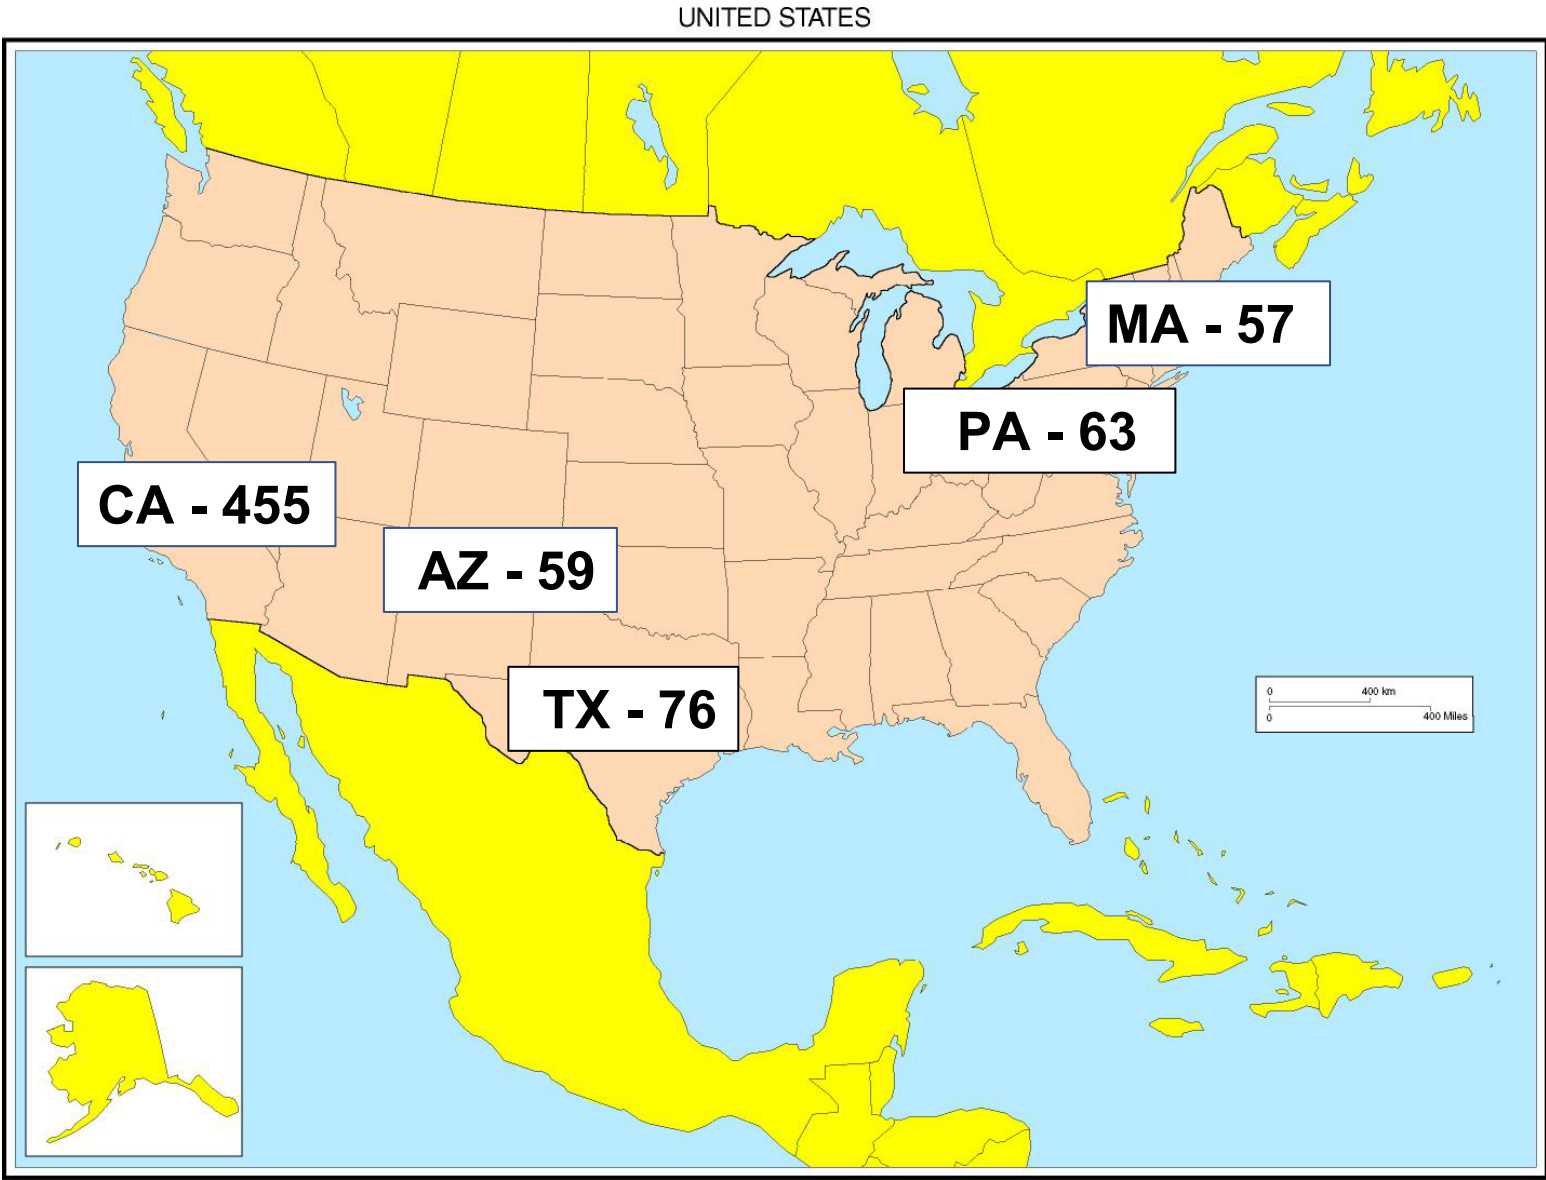 UNITED STATES
MA - 57
PA - 63
CA - 455
AZ - 59
TX - 76
0 400 km
0 400 Miles